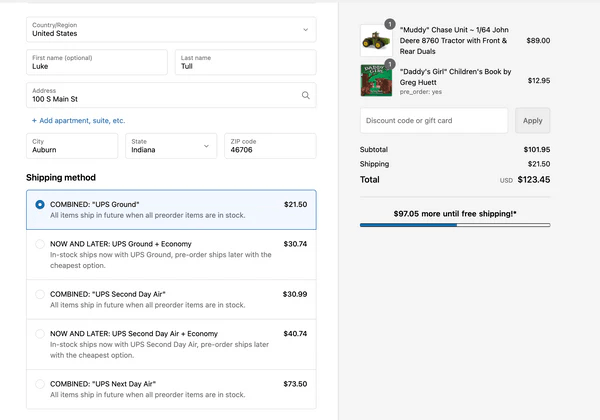 Country/Region
United States
First name (optional)
Luke
Last name
Tull
Address
100 S Main St
+ Add apartment, suite, etc.
City
Auburn
State
Indiana
ZIP code
46706
Shipping method
COMBINED: "UPS Ground"
$21.50
All items ship in future when all preorder items are in stock.
NOW AND LATER: UPS Ground + Economy
$30.74
In-stock ships now with UPS Ground, pre-order ships later with the
cheapest option.
COMBINED: "UPS Second Day Air"
$30.99
All items ship in future when all preorder items are in stock.
NOW AND LATER: UPS Second Day Air + Economy
$40.74
In-stock ships now with UPS Second Day Air, pre-order ships later
with the cheapest option.
COMBINED: "UPS Next Day Air"
$73.50
All items ship in future when all preorder items are in stock.
1
"Muddy" Chase Unit ~ 1/64 John
Deere 8760 Tractor with Front &
Rear Duals
$89.00
1
"Daddy's Girl" Children's Book by
Greg Huett
pre_order: yes
$12.95
Discount code or gift card
Apply
Subtotal
$101.95
Shipping
$21.50
Total
USD $123.45
$97.05 more until free shipping!*